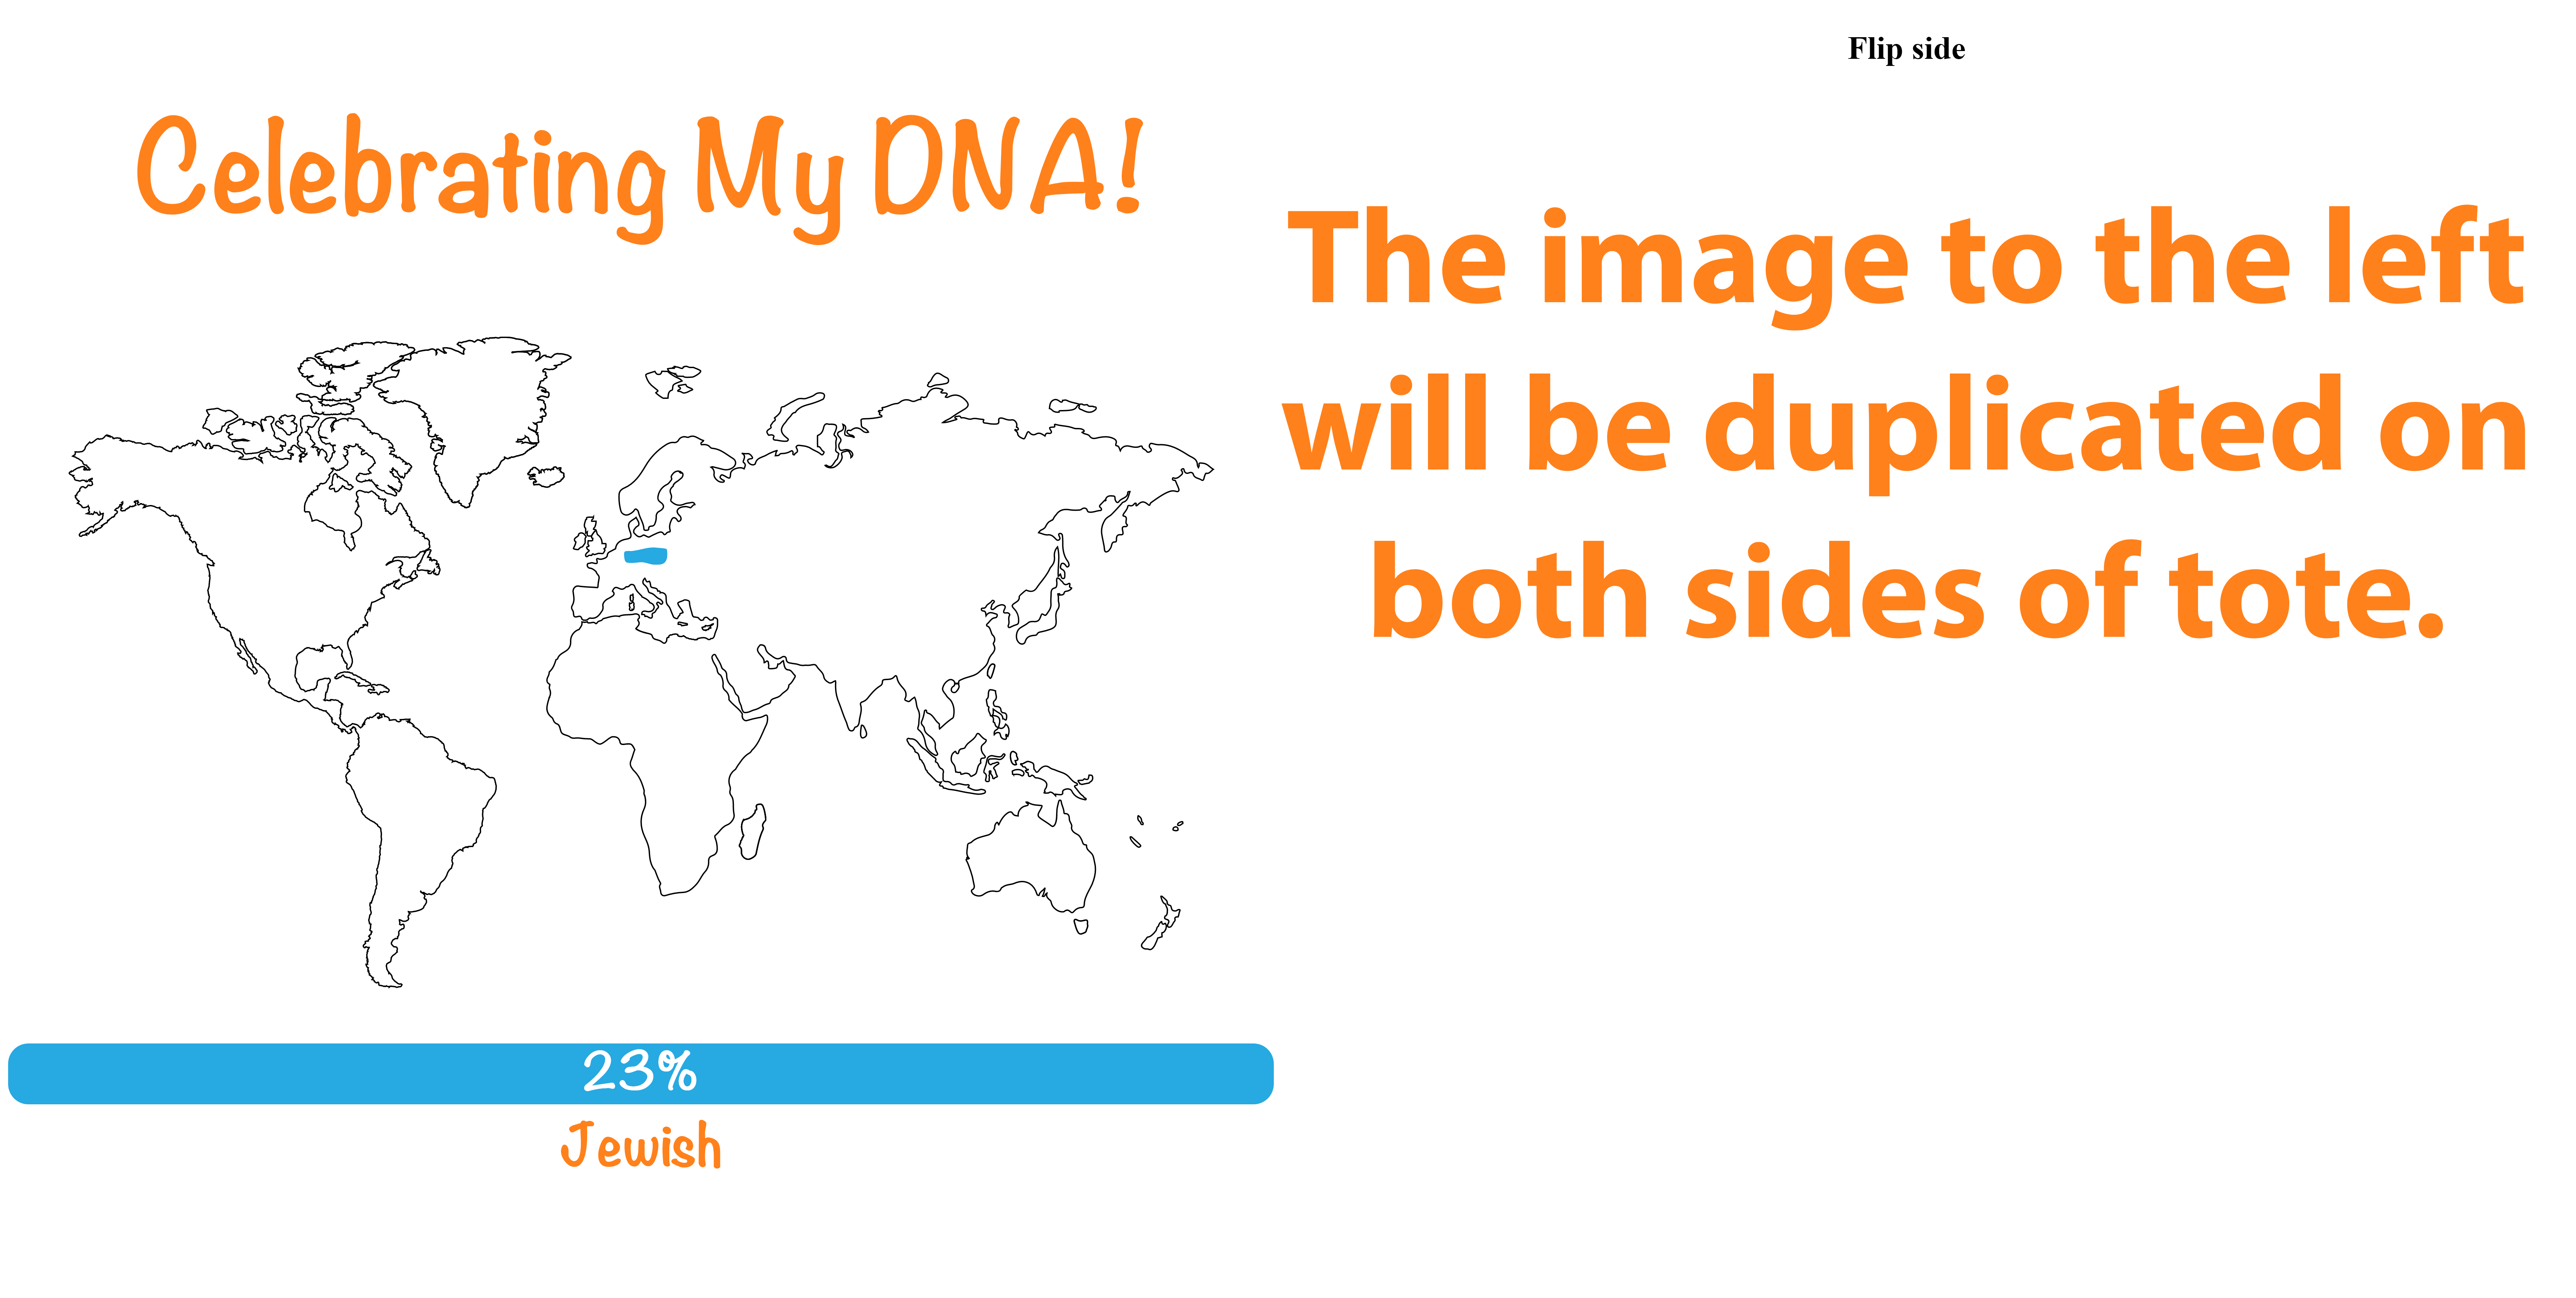 Flip side
Celebrating My DNA!
The image to the left
will be duplicated on
both sides of tote.
23%
Jewish